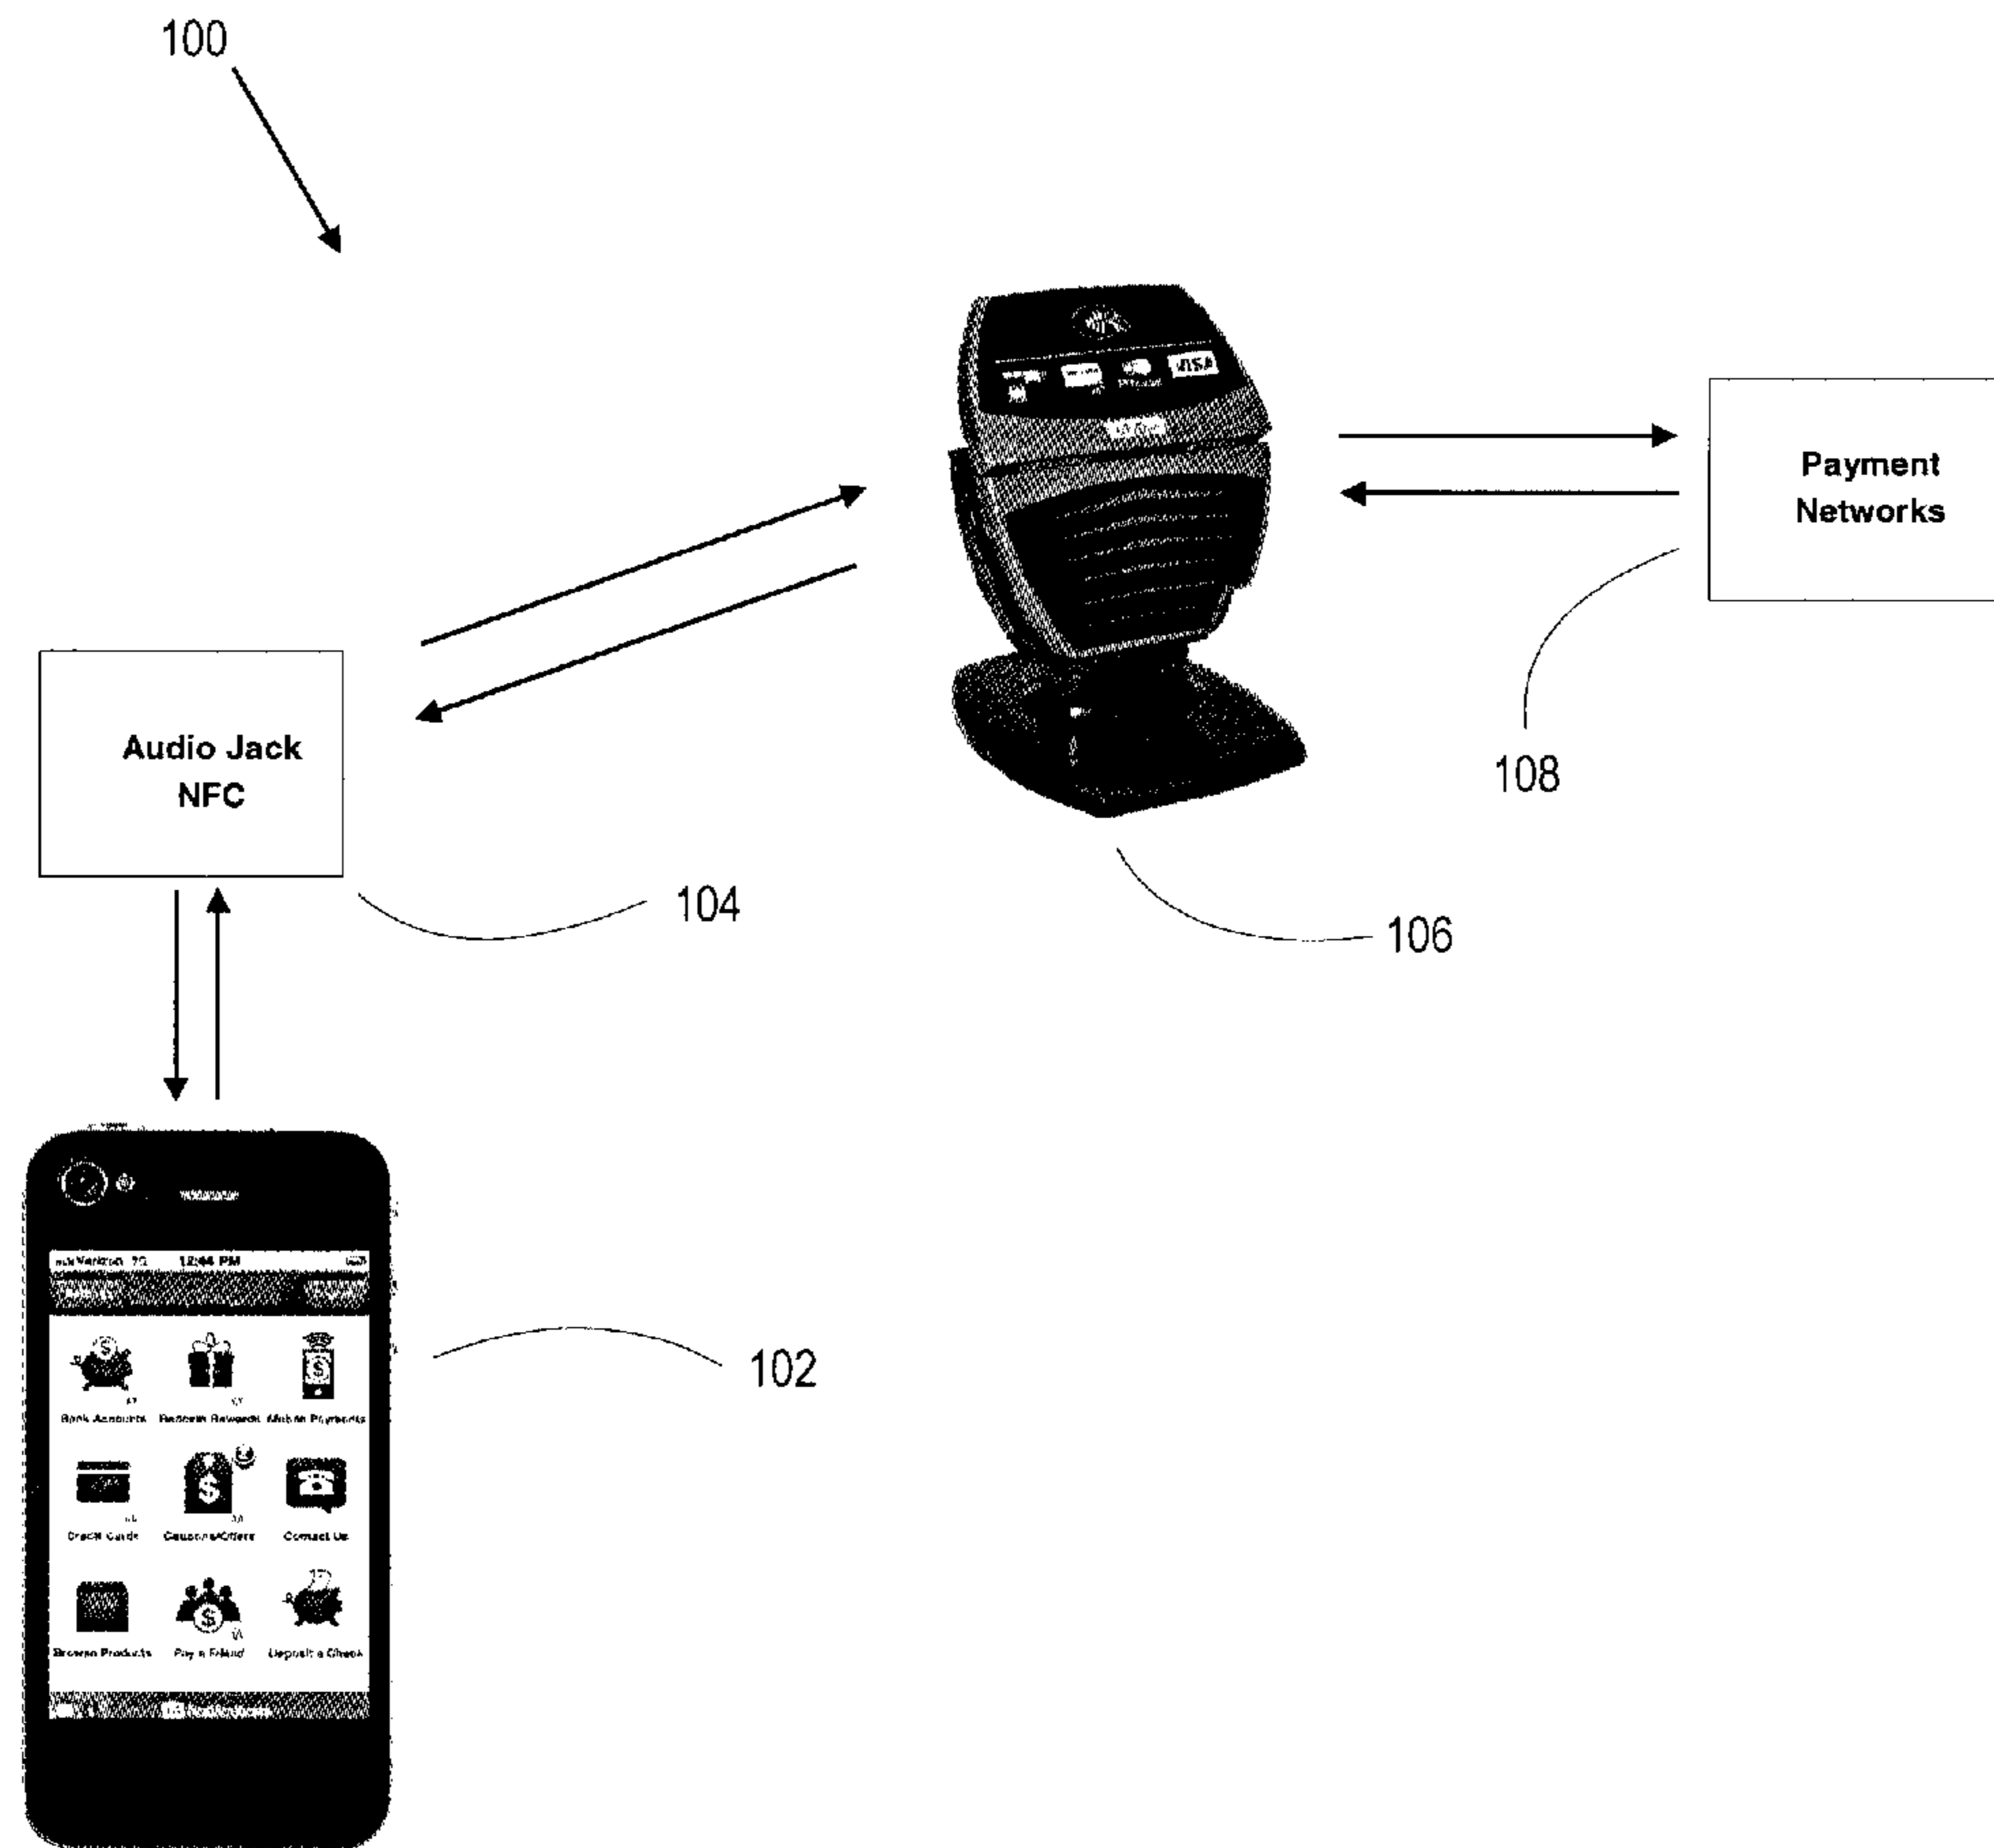 100
VISA
Payment
Networks
108
Audio Jack
NFC
104
106
Verizon 12:44 PM
Bank Accounts Redeem Rewards Mobile Payments
Credit Cards Coupons/Offers Contact Us
Browse Products Pay a Friend Deposit a Check
102